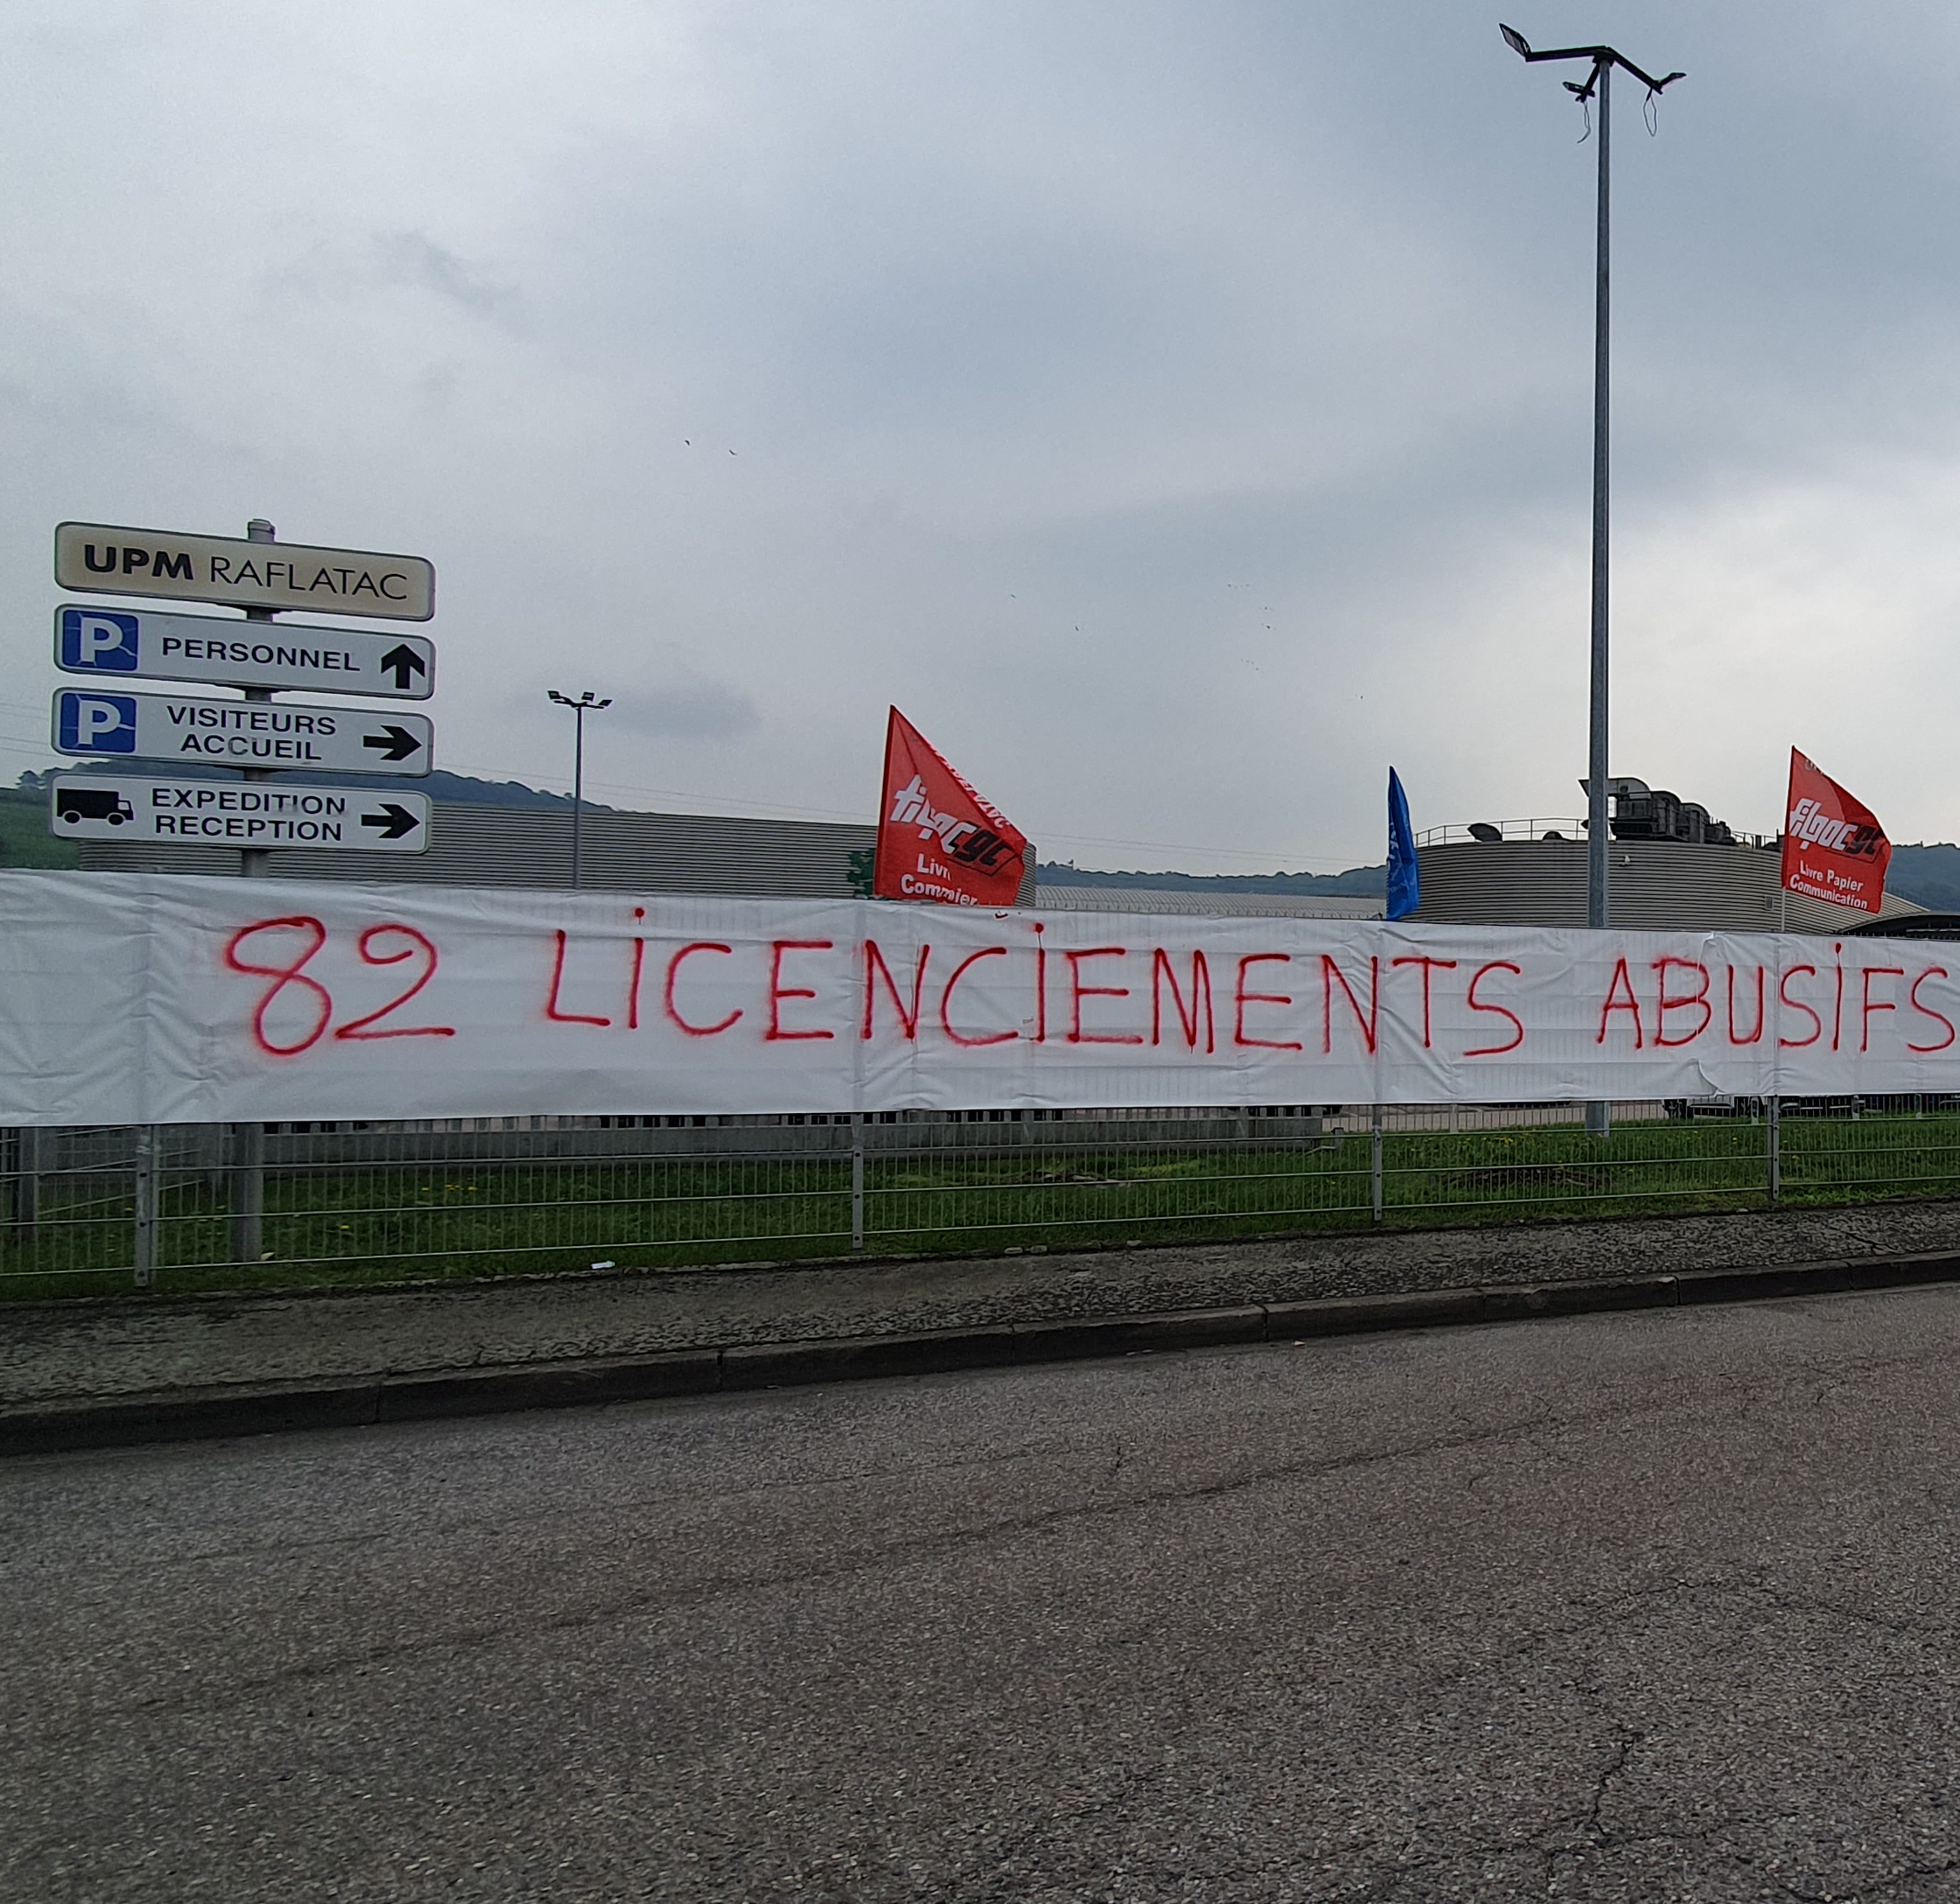 UPM RAFLATAC
P PERSONNEL
P VISITEURS
ACCUEIL
EXPEDITION
RECEPTION
filpac cgt
Livre Papier
Communication
82 LiCENCiEMENTS ABUSiFS